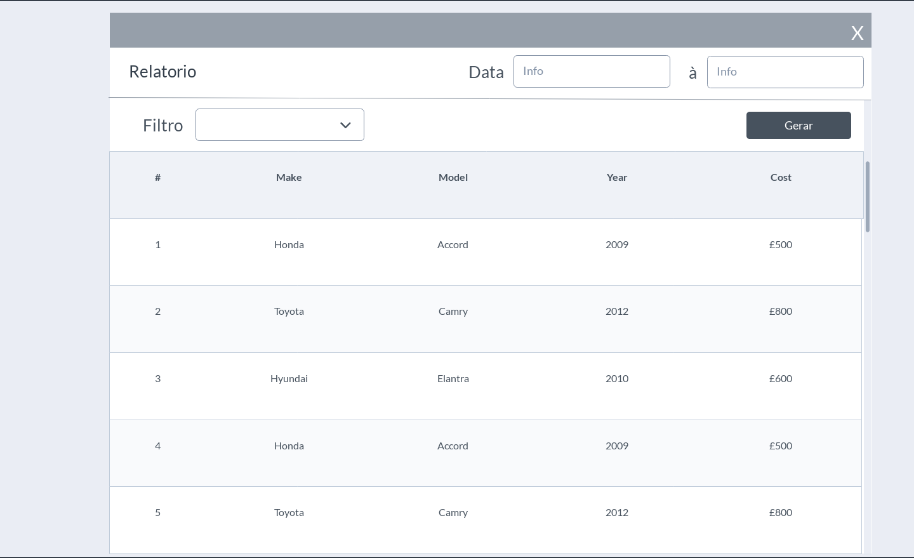 X
Relatorio Data Info à Info
Filtro Gerar
# Make Model Year Cost
1 Honda Accord 2009 £500
2 Toyota Camry 2012 £800
3 Hyundai Elantra 2010 £600
4 Honda Accord 2009 £500
5 Toyota Camry 2012 £800